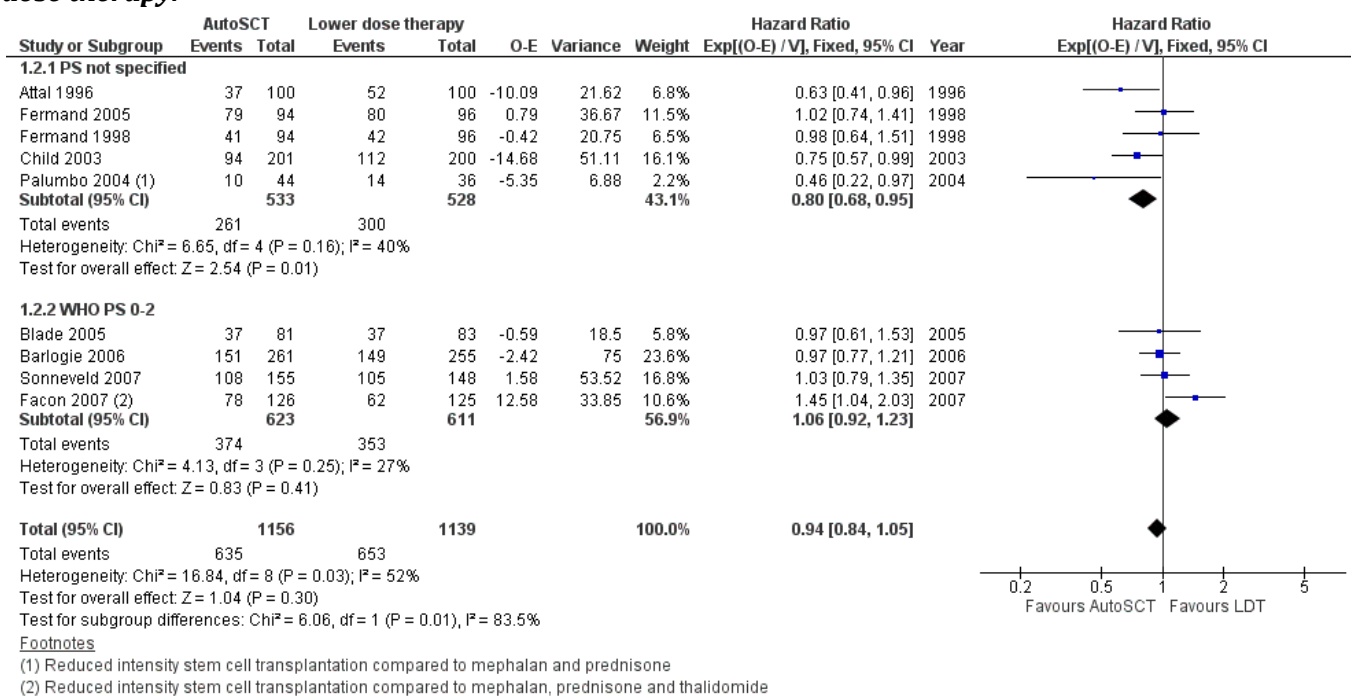 dose therapy.
AutoSCT Lower dose therapy Hazard Ratio Hazard Ratio
Study or Subgroup Events Total Events Total O-E Variance Weight Exp[(O-E) / V], Fixed, 95% CI Year Exp[(O-E) / V], Fixed, 95% CI
1.2.1 PS not specified
Attal 1996 37 100 52 100 -10.09 21.62 6.8% 0.63 [0.41, 0.96] 1996
Fermand 2005 79 94 80 96 0.79 36.67 11.5% 1.02 [0.74, 1.41] 1998
Fermand 1998 41 94 42 96 -0.42 20.75 6.5% 0.98 [0.64, 1.51] 1998
Child 2003 94 201 112 200 -14.68 51.11 16.1% 0.75 [0.57, 0.99] 2003
Palumbo 2004 (1) 10 44 14 36 -5.35 6.88 2.2% 0.46 [0.22, 0.97] 2004
Subtotal (95% CI) 533 528 43.1% 0.80 [0.68, 0.95]
Total events 261 300
Heterogeneity: Chi² = 6.65, df = 4 (P = 0.16); I² = 40%
Test for overall effect: Z = 2.54 (P = 0.01)
1.2.2 WHO PS 0-2
Blade 2005 37 81 37 83 -0.59 18.5 5.8% 0.97 [0.61, 1.53] 2005
Barlogie 2006 151 261 149 255 -2.42 75 23.6% 0.97 [0.77, 1.21] 2006
Sonneveld 2007 108 155 105 148 1.58 53.52 16.8% 1.03 [0.79, 1.35] 2007
Facon 2007 (2) 78 126 62 125 12.58 33.85 10.6% 1.45 [1.04, 2.03] 2007
Subtotal (95% CI) 623 611 56.9% 1.06 [0.92, 1.23]
Total events 374 353
Heterogeneity: Chi² = 4.13, df = 3 (P = 0.25); I² = 27%
Test for overall effect: Z = 0.83 (P = 0.41)
Total (95% CI) 1156 1139 100.0% 0.94 [0.84, 1.05]
Total events 635 653
Heterogeneity: Chi² = 16.84, df = 8 (P = 0.03); I² = 52%
Test for overall effect: Z = 1.04 (P = 0.30)
Test for subgroup differences: Chi² = 6.06, df = 1 (P = 0.01), I² = 83.5%
0.2 0.5 1 2 5
Favours AutoSCT Favours LDT
Footnotes
(1) Reduced intensity stem cell transplantation compared to mephalan and prednisone
(2) Reduced intensity stem cell transplantation compared to mephalan, prednisone and thalidomide